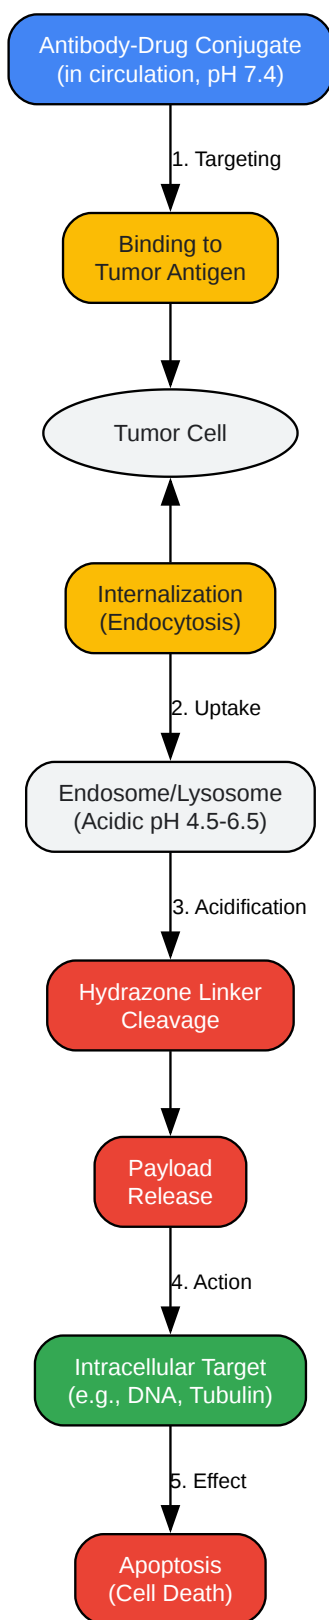 Antibody-Drug Conjugate
(in circulation, pH 7.4)
1. Targeting
Binding to
Tumor Antigen
Tumor Cell
Internalization
(Endocytosis)
2. Uptake
Endosome/Lysosome
(Acidic pH 4.5-6.5)
3. Acidification
Hydrazone Linker
Cleavage
Payload
Release
4. Action
Intracellular Target
(e.g., DNA, Tubulin)
5. Effect
Apoptosis
(Cell Death)